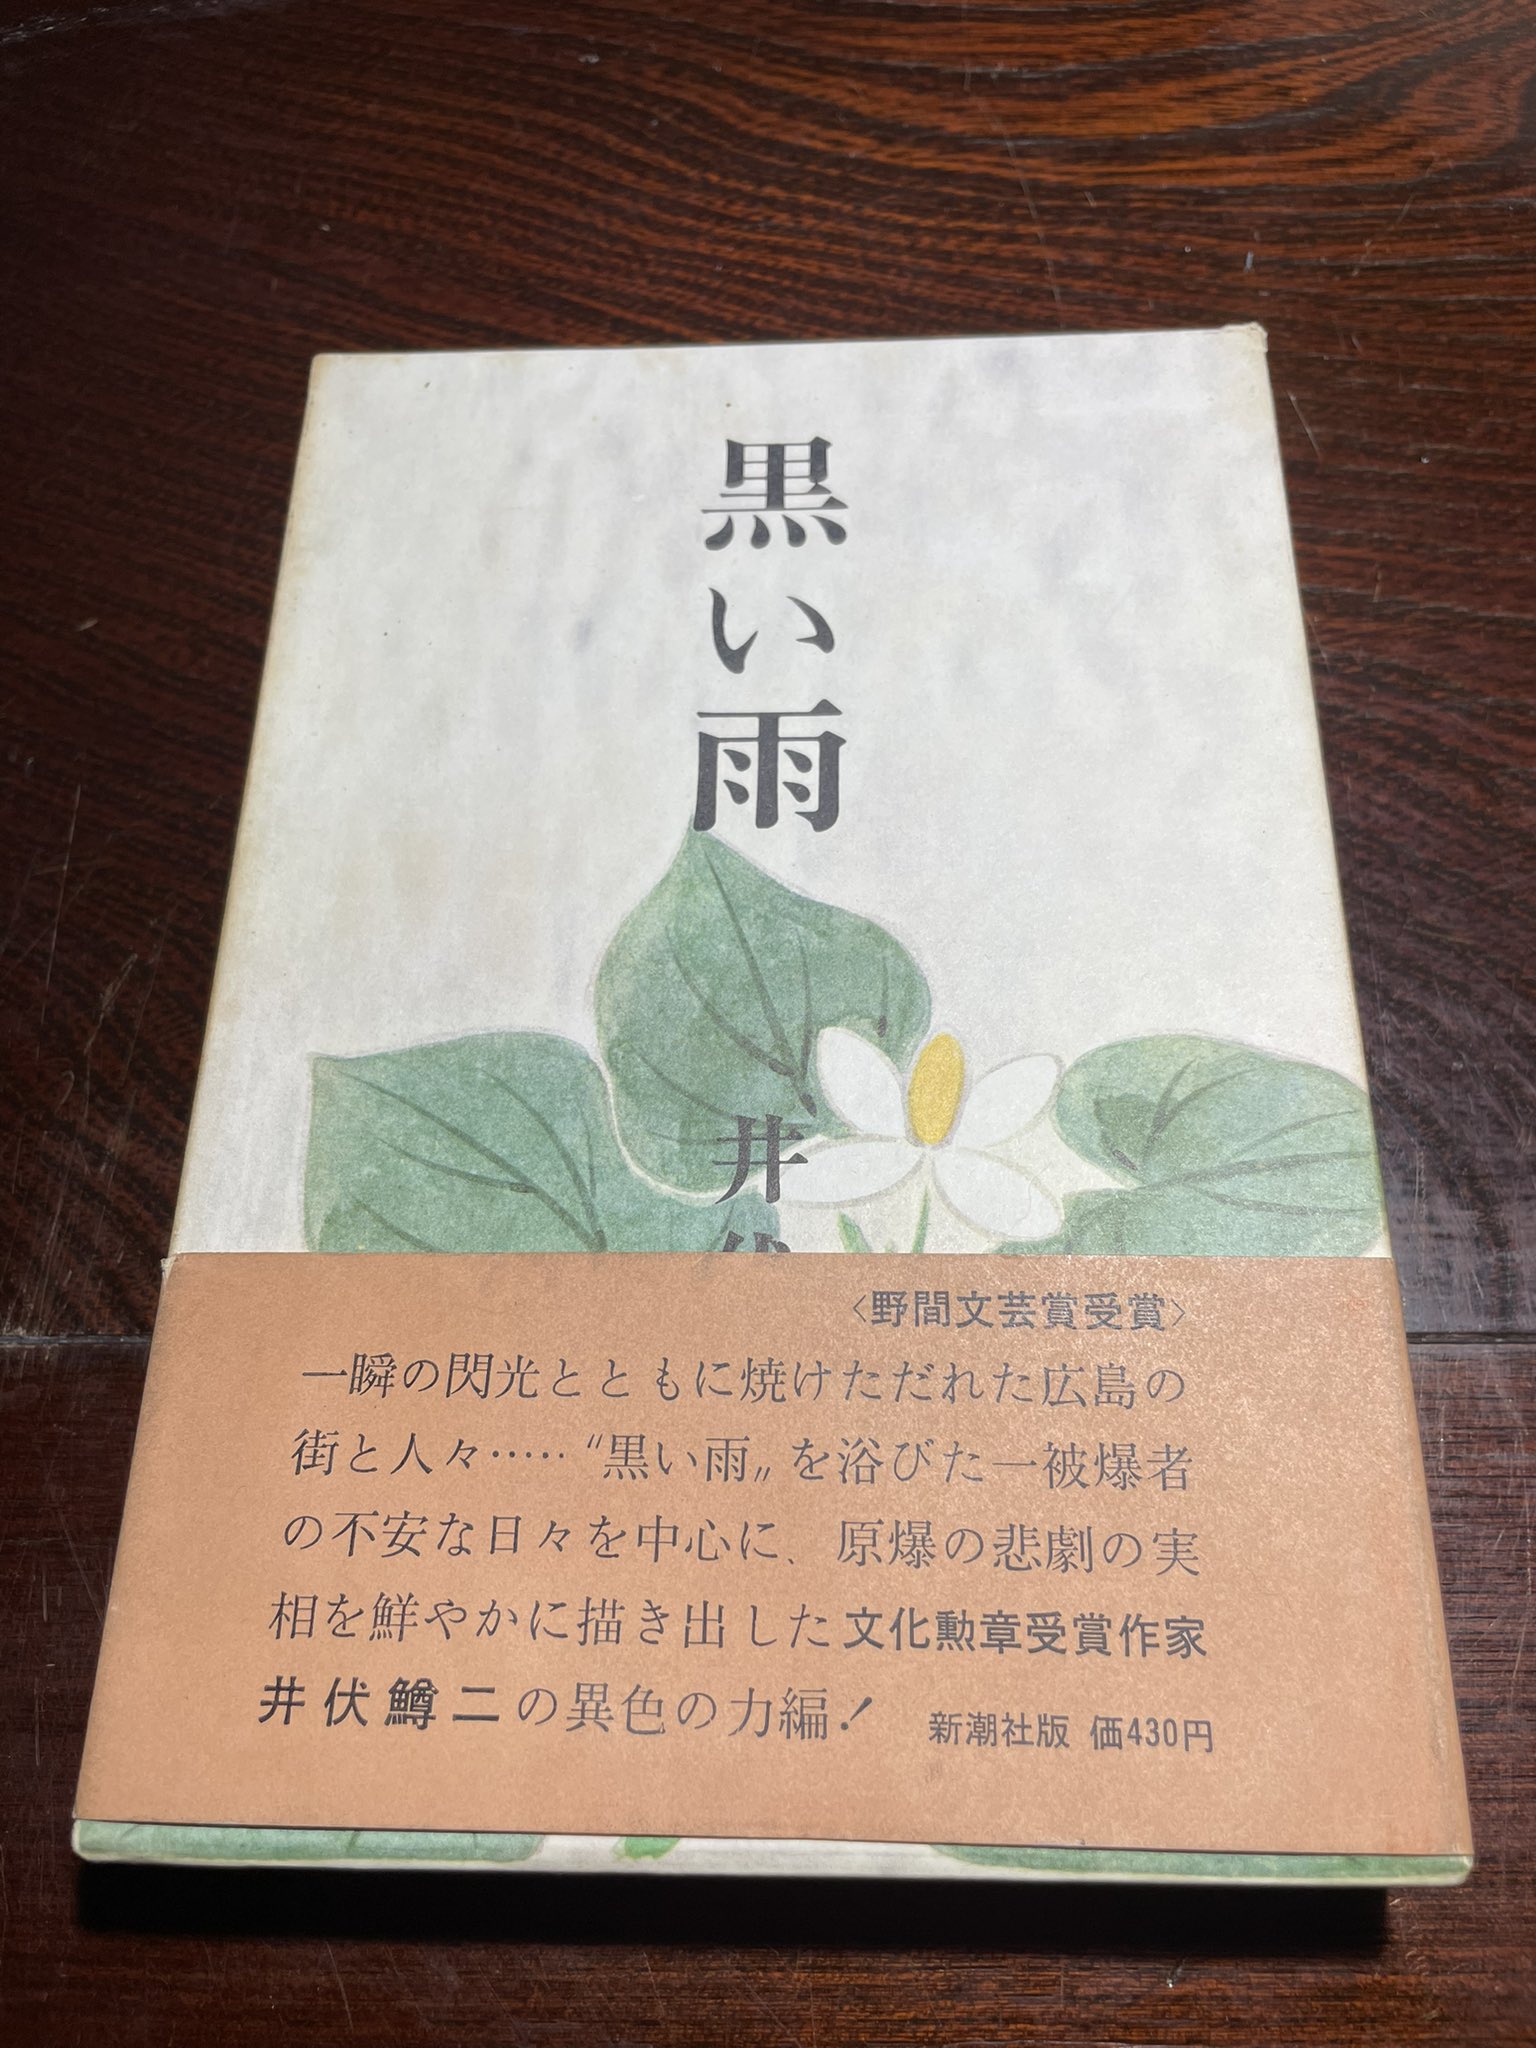 黒い雨
井伏
〈野間文芸賞受賞〉
一瞬の閃光とともに焼けただれた広島の
街と人々……〝黒い雨〟を浴びた一被爆者
の不安な日々を中心に、原爆の悲劇の実
相を鮮やかに描き出した文化勲章受賞作家
井伏鱒二の異色の力編！
新潮社版 価430円